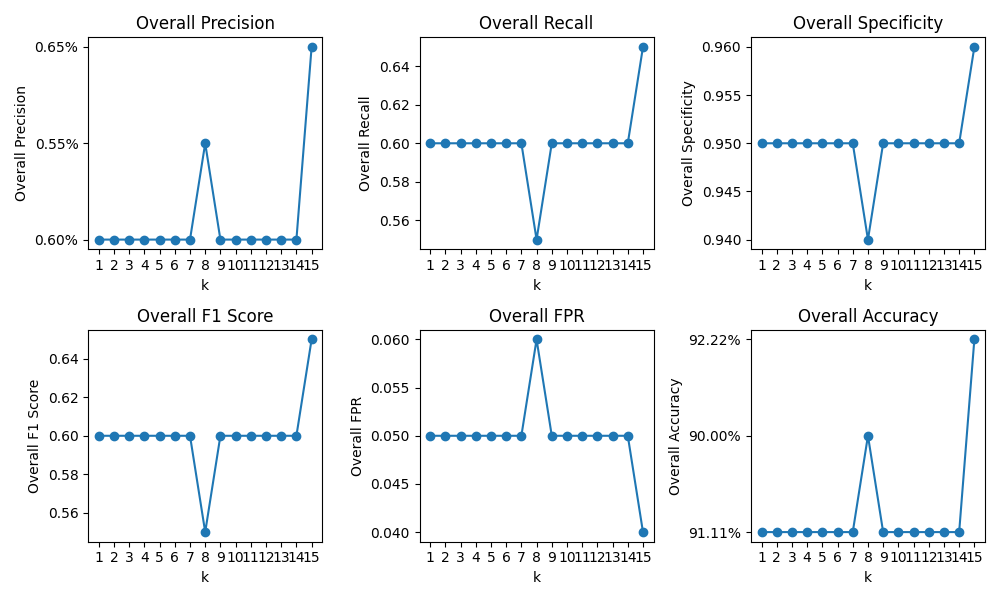 Overall Precision
Overall Precision
0.65%
0.55%
0.60%
1 2 3 4 5 6 7 8 9 10 11 12 13 14 15
k
Overall Recall
Overall Recall
0.64
0.62
0.60
0.58
0.56
1 2 3 4 5 6 7 8 9 10 11 12 13 14 15
k
Overall Specificity
Overall Specificity
0.960
0.955
0.950
0.945
0.940
1 2 3 4 5 6 7 8 9 10 11 12 13 14 15
k
Overall F1 Score
Overall F1 Score
0.64
0.62
0.60
0.58
0.56
1 2 3 4 5 6 7 8 9 10 11 12 13 14 15
k
Overall FPR
Overall FPR
0.060
0.055
0.050
0.045
0.040
1 2 3 4 5 6 7 8 9 10 11 12 13 14 15
k
Overall Accuracy
Overall Accuracy
92.22%
90.00%
91.11%
1 2 3 4 5 6 7 8 9 10 11 12 13 14 15
k